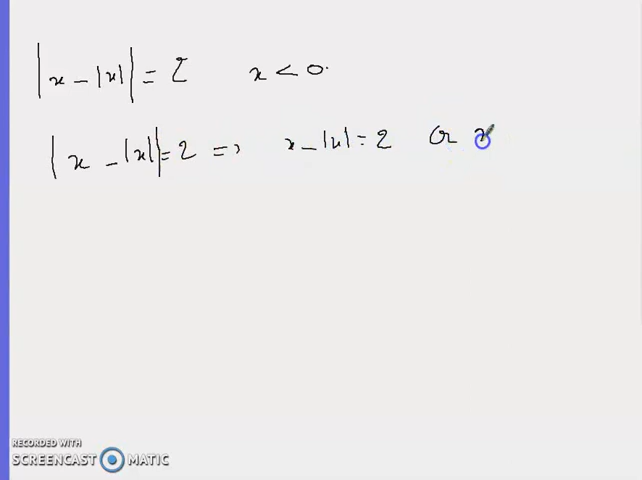 |x - |x|| = 2 x < 0.
|x - |x|| = 2 => x - |x| = 2 Or x
RECORDED WITH
SCREENCAST MATIC